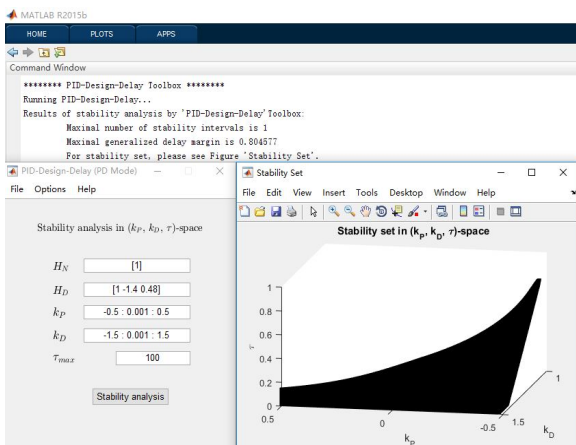 MATLAB R2015b
HOME PLOTS APPS
Command Window
******** PID-Design-Delay Toolbox ********
Running PID-Design-Delay...
Results of stability analysis by 'PID-Design-Delay'Toolbox:
Maximal number of stability intervals is 1
Maximal generalized delay margin is 0.804577
For stability set, please see Figure 'Stability Set'.
PID-Design-Delay (PD Mode)
File Options Help
Stability analysis in (kP, kD, τ)-space
HN [1]
HD [1 -1.4 0.48]
kP -0.5 : 0.001 : 0.5
kD -1.5 : 0.001 : 1.5
τmax 100
Stability analysis
Stability Set
File Edit View Insert Tools Desktop Window Help
Stability set in (kP, kD, τ)-space
1
0.8
0.6
τ
0.4
0.2
0
0.5
0
-0.5
kP
1
1.5
kD